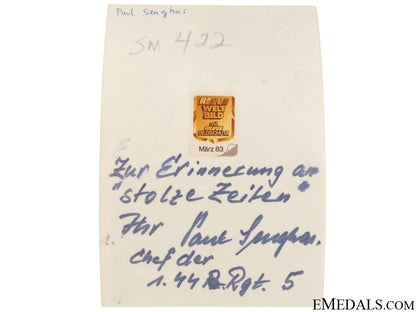 Paul Senghas
SM 422
REVUE
WELT
BILD
März 83
Zur Erinnerung an
"stolze Zeiten"
Ihr Paul Senghas.
Chef der
1. 44 Pz. Rgt. 5
EMEDALS.COM